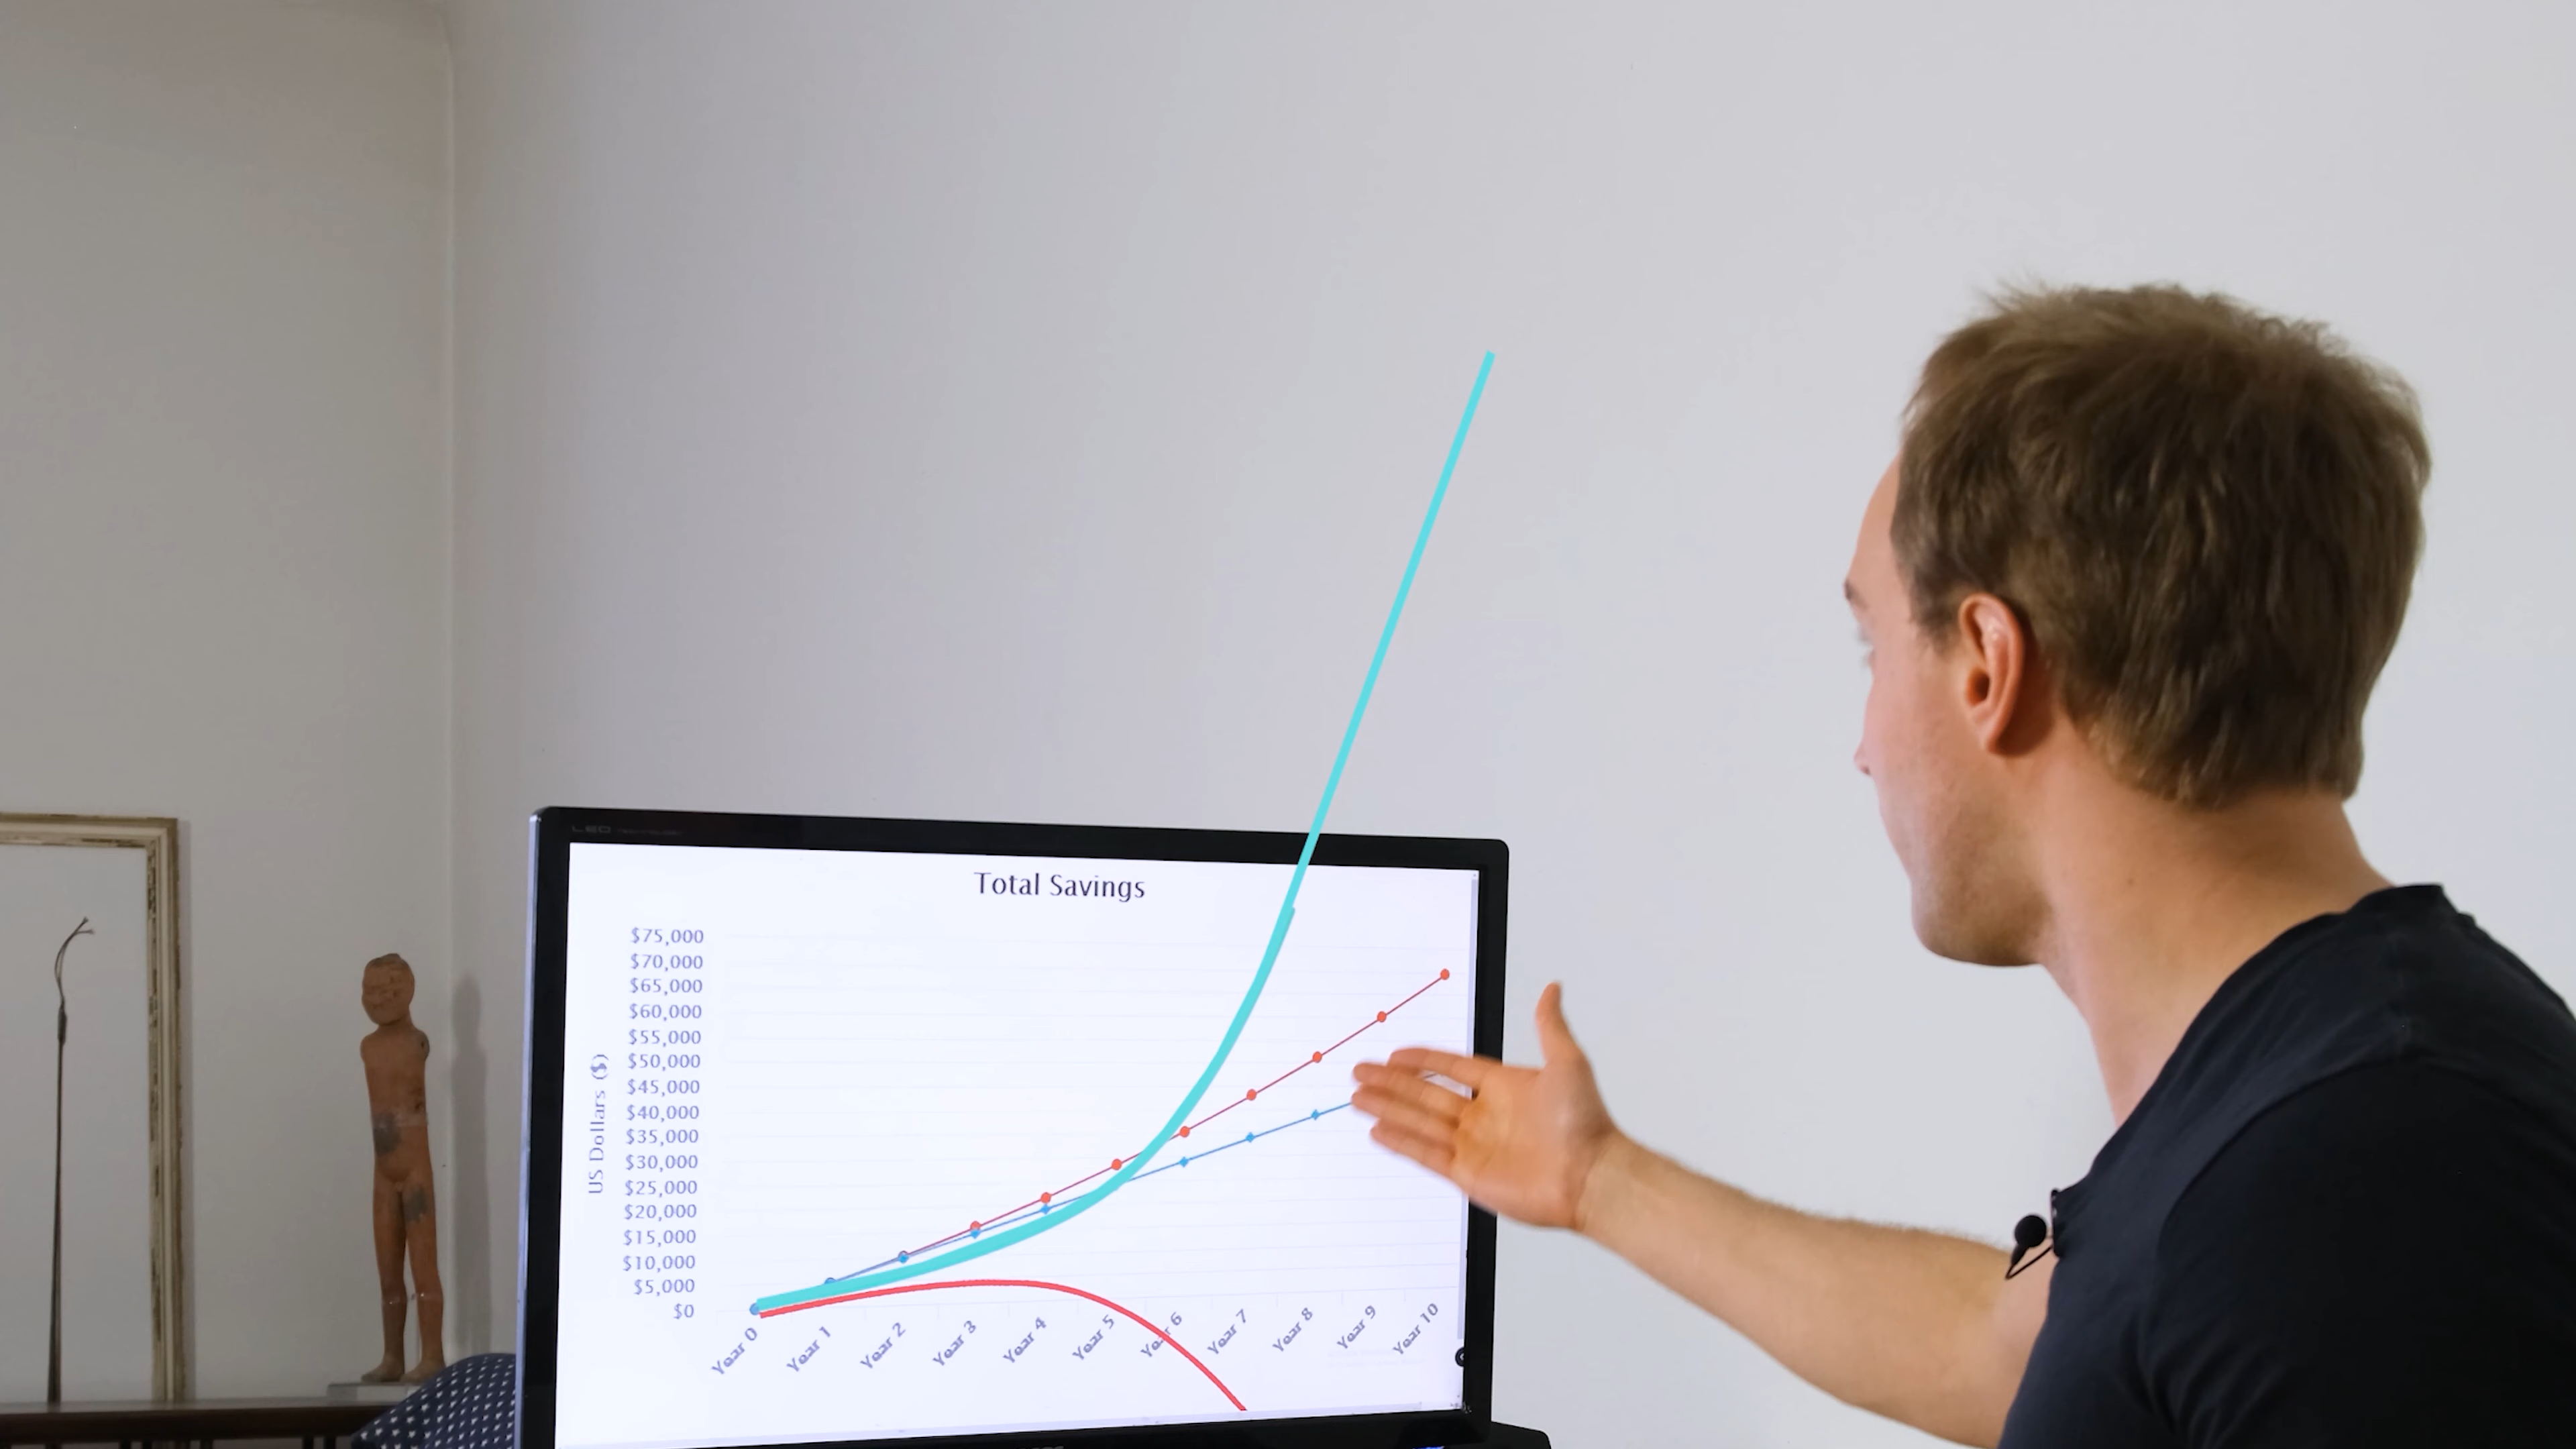 LED
Total Savings
US Dollars ($)
$75,000
$70,000
$65,000
$60,000
$55,000
$50,000
$45,000
$40,000
$35,000
$30,000
$25,000
$20,000
$15,000
$10,000
$5,000
$0
Year 0
Year 1
Year 2
Year 3
Year 4
Year 5
Year 6
Year 7
Year 8
Year 9
Year 10